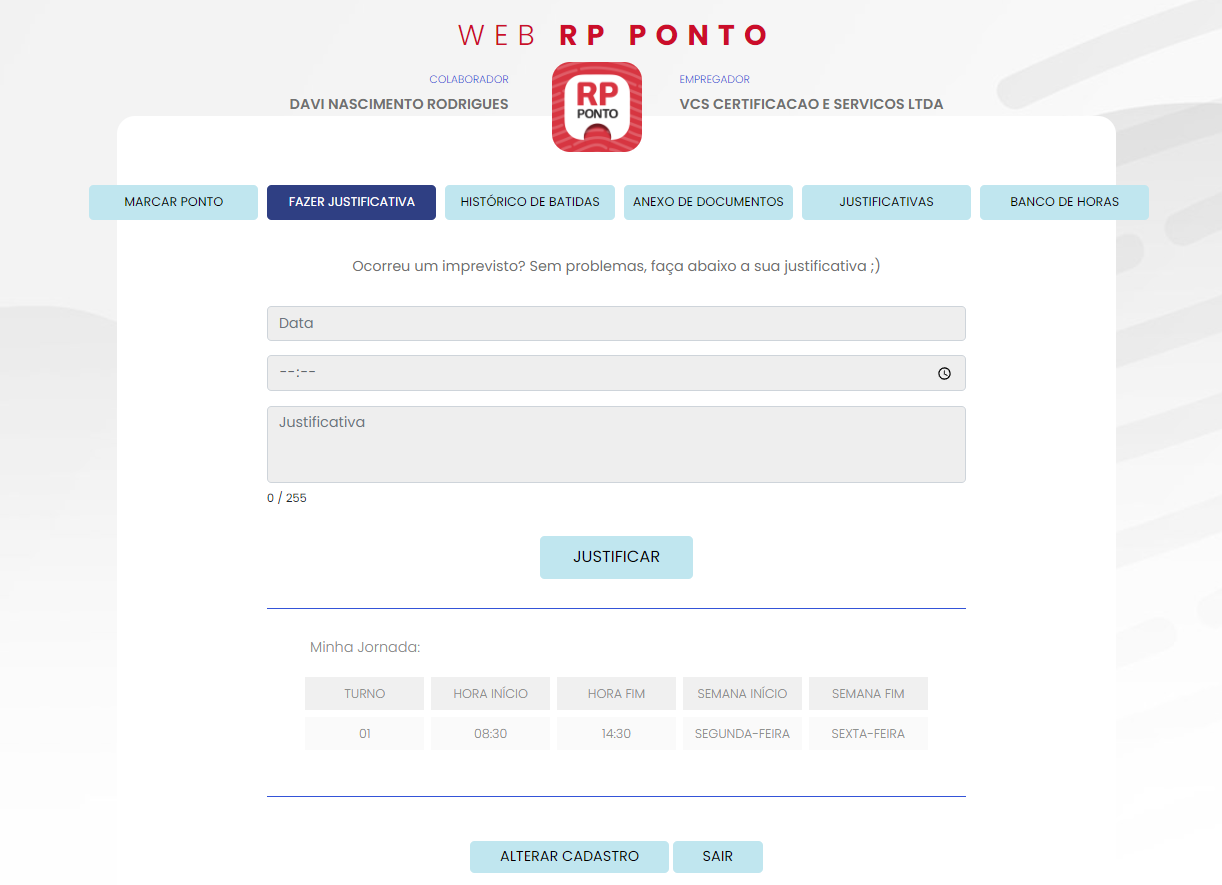 WEB RP PONTO
COLABORADOR
DAVI NASCIMENTO RODRIGUES
RP
PONTO
EMPREGADOR
VCS CERTIFICACAO E SERVICOS LTDA
MARCAR PONTO FAZER JUSTIFICATIVA HISTÓRICO DE BATIDAS ANEXO DE DOCUMENTOS JUSTIFICATIVAS BANCO DE HORAS
Ocorreu um imprevisto? Sem problemas, faça abaixo a sua justificativa ;)
Data
--:--
Justificativa
0 / 255
JUSTIFICAR
Minha Jornada:
TURNO HORA INÍCIO HORA FIM SEMANA INÍCIO SEMANA FIM
01 08:30 14:30 SEGUNDA-FEIRA SEXTA-FEIRA
ALTERAR CADASTRO SAIR